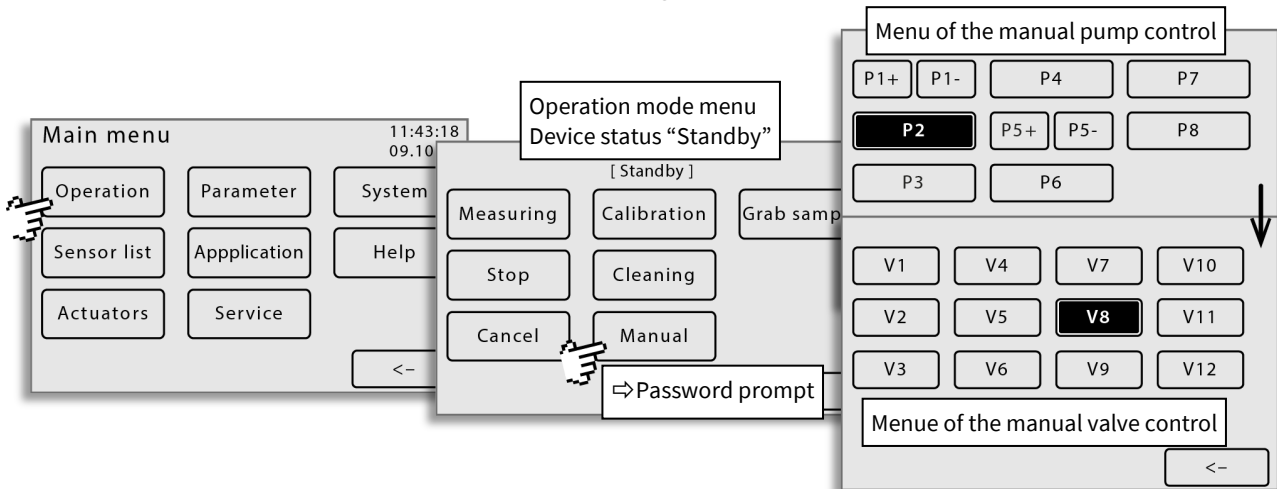 Main menu
11:43:18
09.10
Operation
Parameter
System
Sensor list
Appplication
Help
Actuators
Service
<–
Operation mode menu
Device status “Standby”
[ Standby ]
Measuring
Calibration
Grab samp
Stop
Cleaning
Cancel
Manual
⇨Password prompt
Menu of the manual pump control
P1+
P1-
P4
P7
P2
P5+
P5-
P8
P3
P6
V1
V4
V7
V10
V2
V5
V8
V11
V3
V6
V9
V12
Menue of the manual valve control
<–